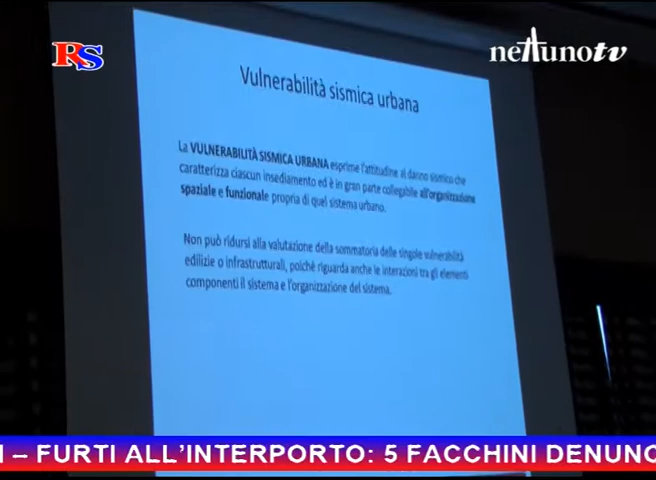 RS
nettunotv
Vulnerabilità sismica urbana
La VULNERABILITÀ SISMICA URBANA esprime l'attitudine al danno sismico che
caratterizza ciascun insediamento ed è in gran parte collegabile all'organizzazione
spaziale e funzionale propria di quel sistema urbano.
Non può ridursi alla valutazione della sommatoria delle singole vulnerabilità
edilizie o infrastrutturali, poiché riguarda anche le interazioni tra gli elementi
componenti il sistema e l'organizzazione del sistema.
I – FURTI ALL'INTERPORTO: 5 FACCHINI DENUNC